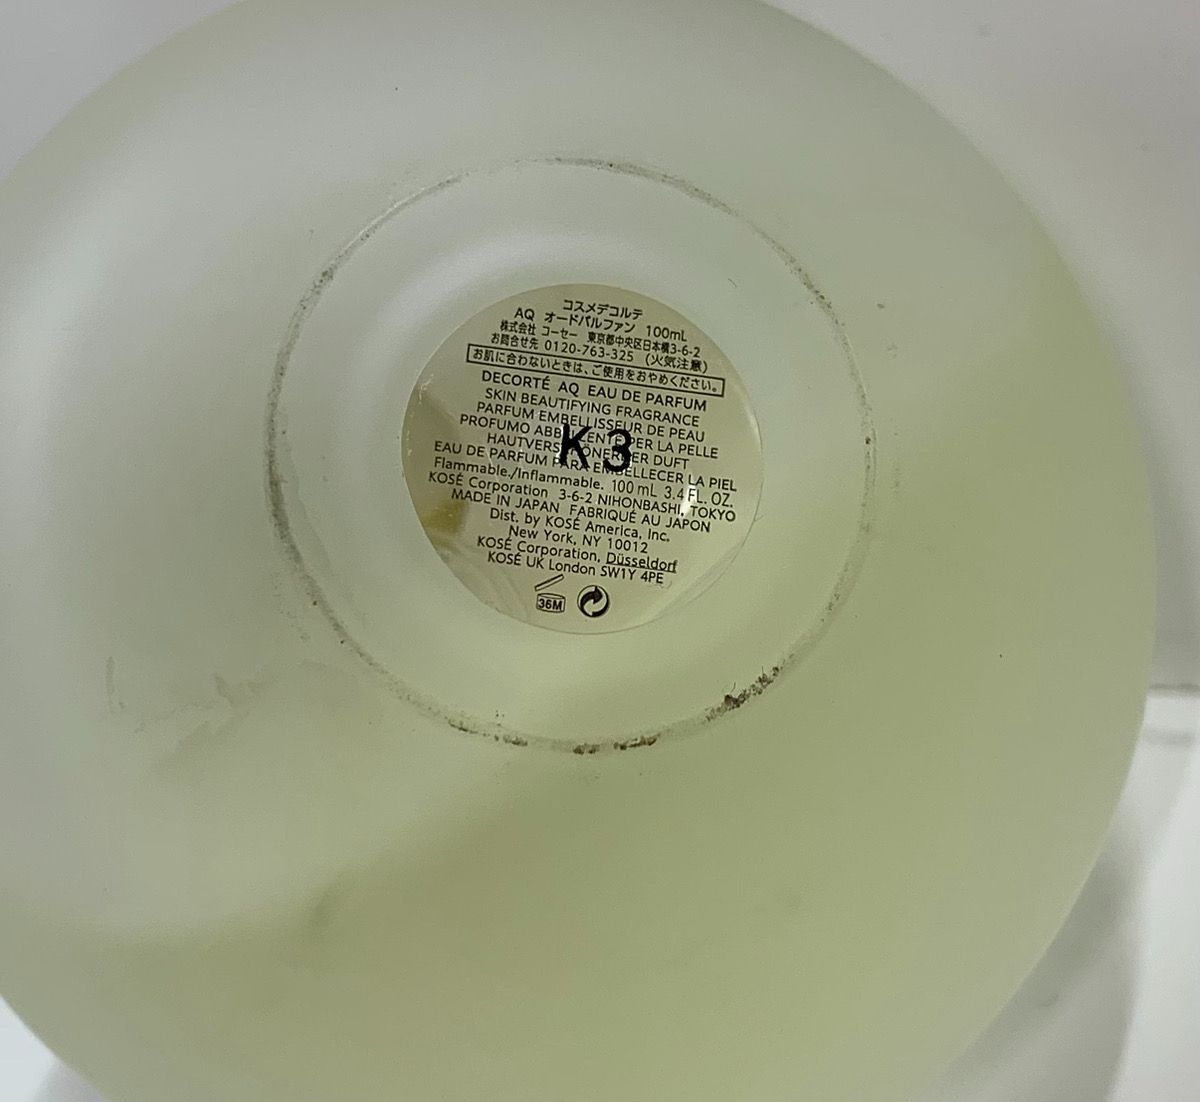 コスメデコルテ
AQ オードパルファン 100mL
株式会社 コーセー 東京都中央区日本橋3-6-2
お問合せ先 0120-763-325 (火気注意)
お肌に合わないときは、ご使用をおやめください。
DECORTÉ AQ EAU DE PARFUM
SKIN BEAUTIFYING FRAGRANCE
PARFUM EMBELLISSEUR DE PEAU
PROFUMO PER LA PELLE
DUFT
EAU DE PARFUM PARA EMBELLECER LA PIEL
K3
Flammable./Inflammable. 100 mL 3.4 FL. OZ.
KOSÉ Corporation 3-6-2 NIHONBASHI, TOKYO
MADE IN JAPAN FABRIQUÉ AU JAPON
Dist. by KOSÉ America, Inc.
New York, NY 10012
KOSÉ Corporation, Düsseldorf
KOSÉ UK London SW1Y 4PE
36M